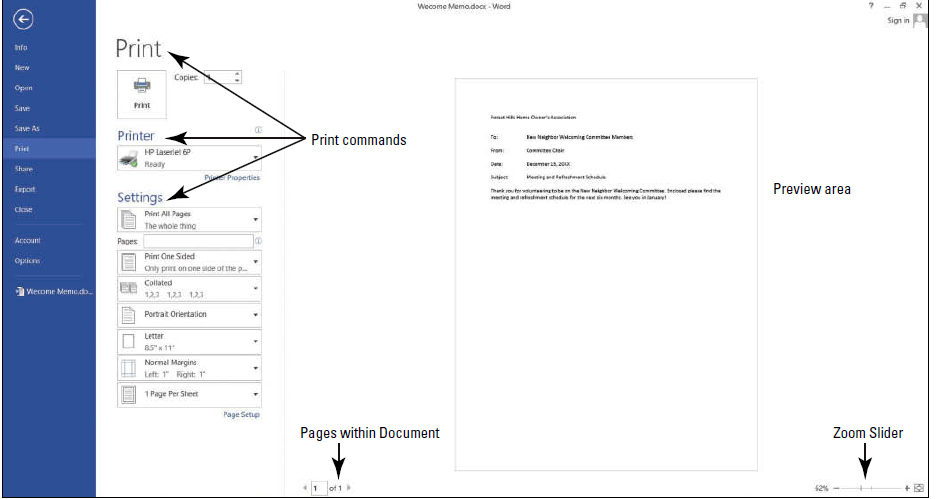 Wecome Memo.docx - Word
Sign in
Info
New
Open
Save
Save As
Print
Share
Export
Close
Account
Options
Wecome Memo.do...
Print
Copies:
Print
Printer
HP LaserJet 6P
Ready
Printer Properties
Settings
Print All Pages
The whole thing
Pages:
Print One Sided
Only print on one side of the p...
Collated
1,2,3 1,2,3 1,2,3
Portrait Orientation
Letter
8.5" x 11"
Normal Margins
Left: 1" Right: 1"
1 Page Per Sheet
Page Setup
Print commands
Forest Hills Home Owner's Association
To: New Neighbor Welcoming Committee Members
From: Committee Chair
Date: December 15, 20XX
Subject: Meeting and Refreshment Schedule
Thank you for volunteering to be on the New Neighbor Welcoming Committee. Enclosed please find the
meeting and refreshment schedule for the next six months. See you in January!
Preview area
Pages within Document
Zoom Slider
1 of 1
62%